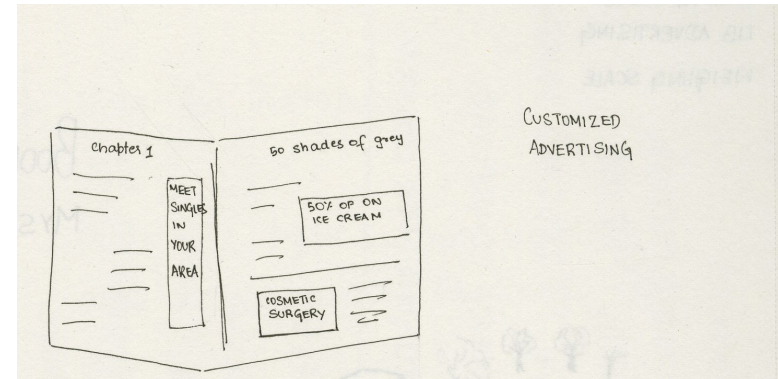 Chapter 1
MEET
SINGLES
IN
YOUR
AREA
50 shades of grey
50% OF ON
ICE CREAM
COSMETIC
SURGERY
CUSTOMIZED
ADVERTISING